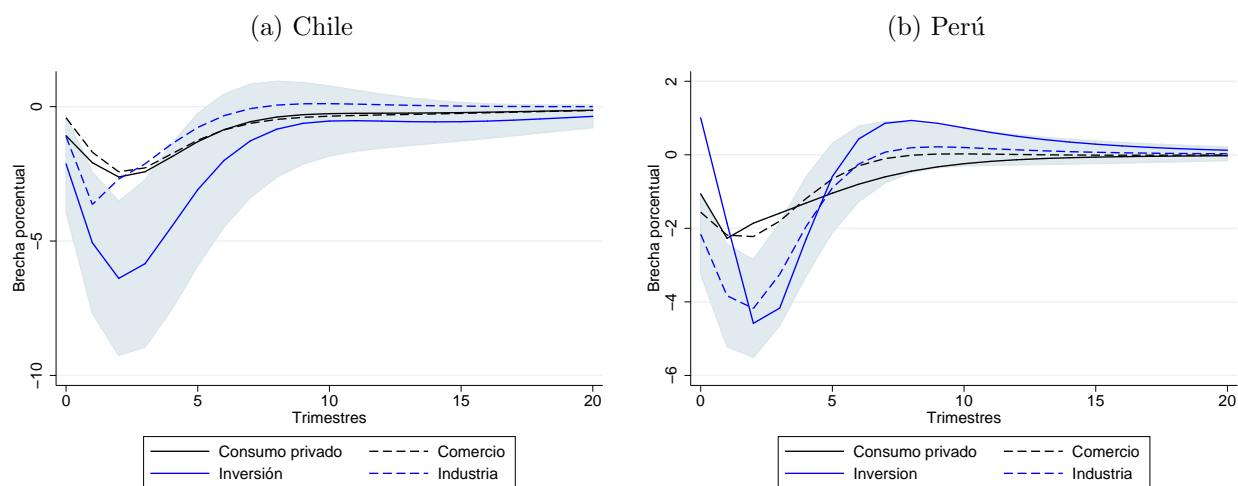 (a) Chile
0
−5
−10
Brecha porcentual
0
5
10
15
20
Trimestres
Consumo privado
Comercio
Inversión
Industria
(b) Perú
2
0
−2
−4
−6
Brecha porcentual
0
5
10
15
20
Trimestres
Consumo privado
Comercio
Inversion
Industria